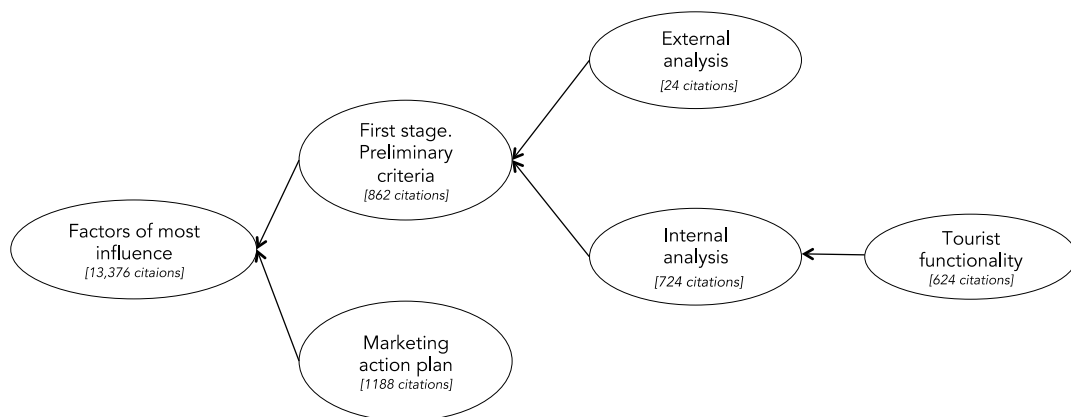 External
analysis
[24 citations]
First stage.
Preliminary
criteria
[862 citations]
Factors of most
influence
[13,376 citaions]
Internal
analysis
[724 citations]
Tourist
functionality
[624 citations]
Marketing
action plan
[1188 citations]